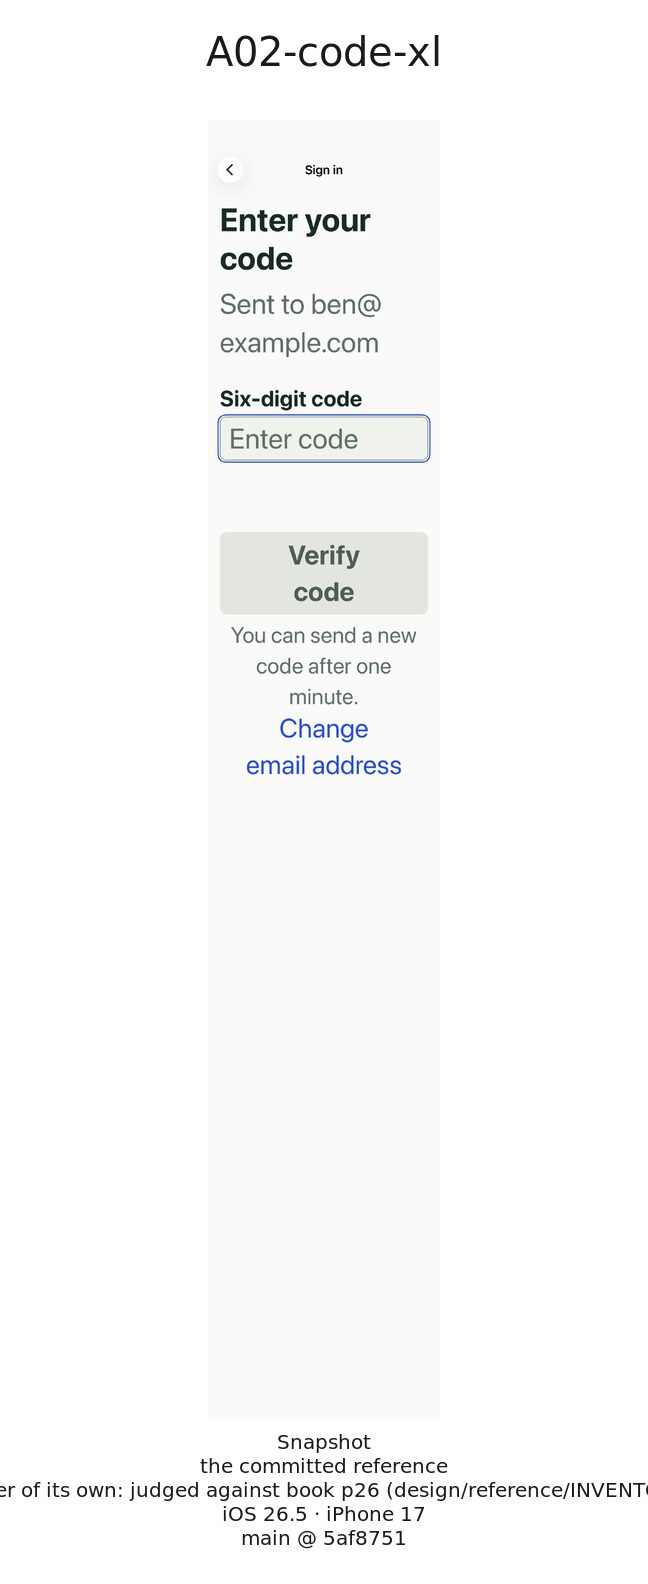 A02-code-xl
Sign in
Enter your
code
Sent to ben@
example.com
Six-digit code
Enter code
Verify
code
You can send a new
code after one
minute.
Change
email address
Snapshot
the committed reference
of its own: judged against book p26 (design/reference/
iOS 26.5 · iPhone 17
main @ 5af8751